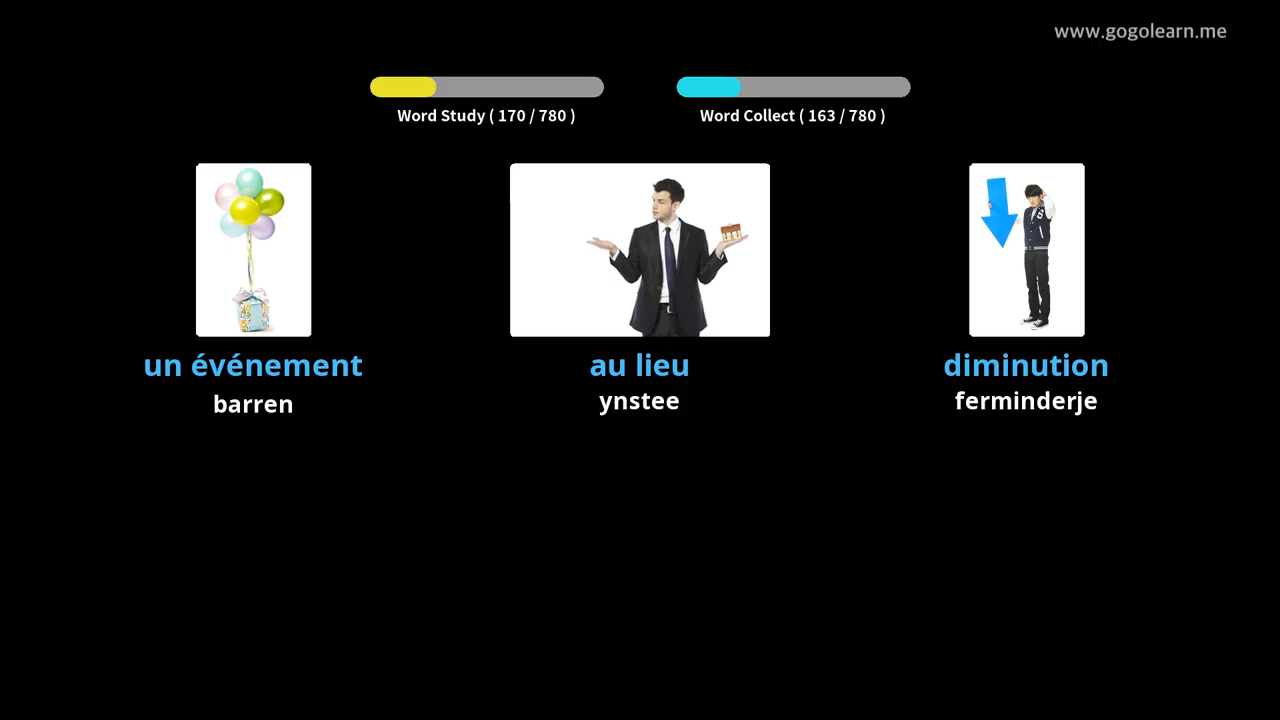 www.gogolearn.me
Word Study ( 170 / 780 )
Word Collect ( 163 / 780 )
un événement
barren
au lieu
ynstee
diminution
ferminderje